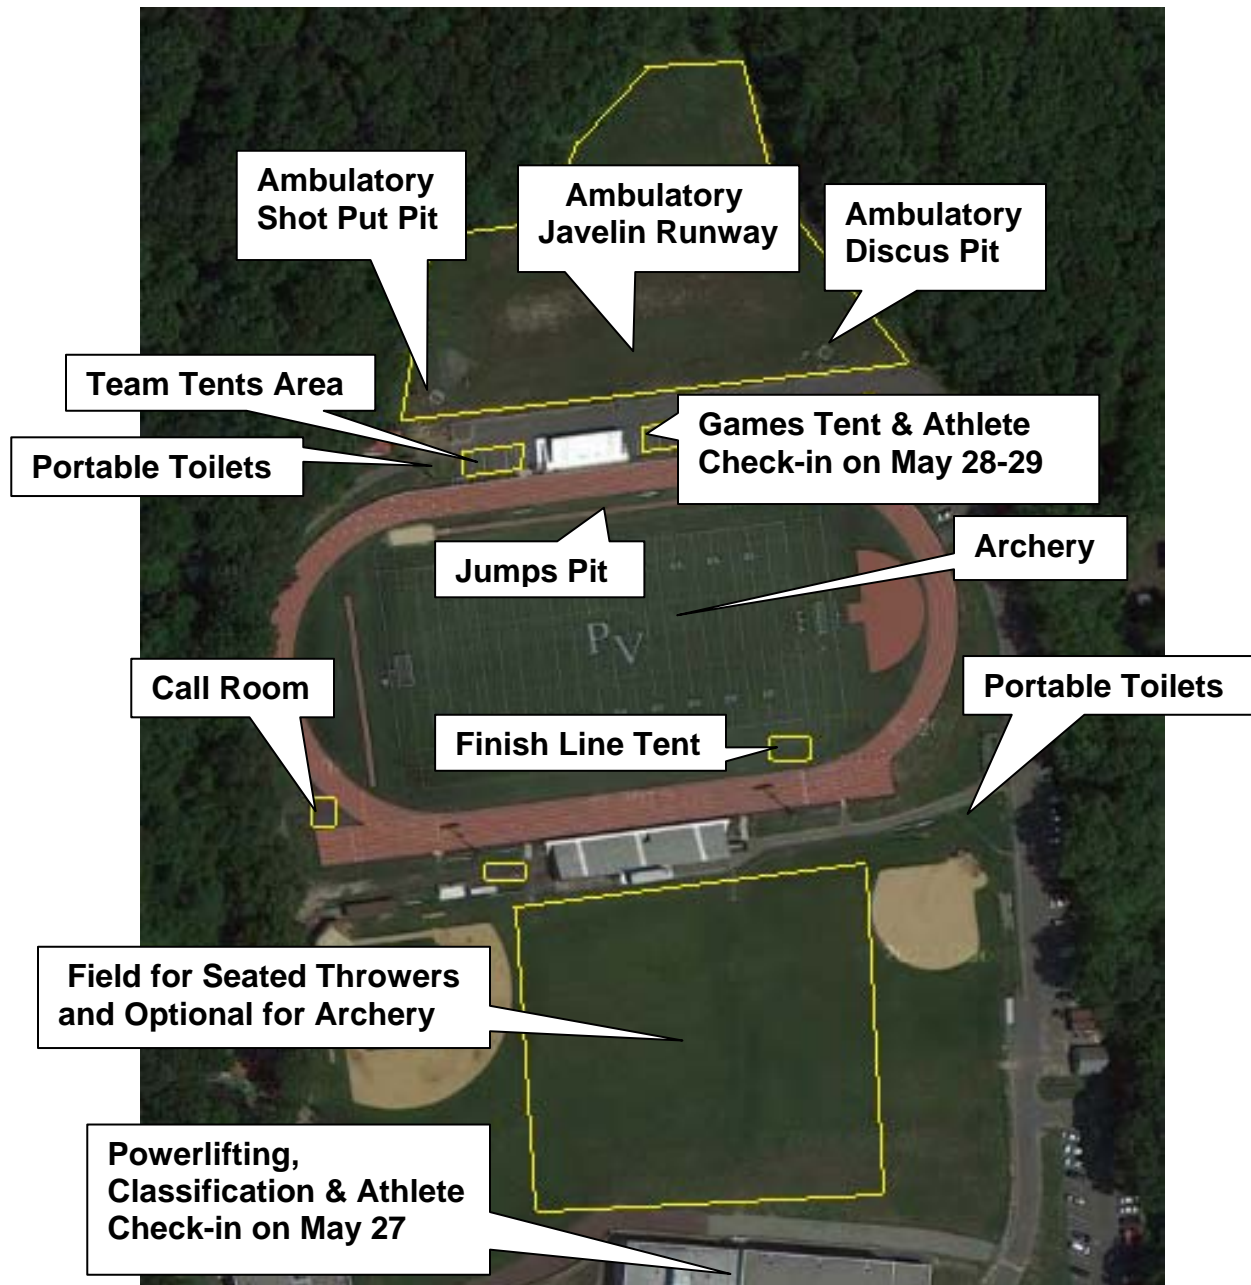 Ambulatory
Shot Put Pit
Ambulatory
Javelin Runway
Ambulatory
Discus Pit
Team Tents Area
Games Tent & Athlete
Check-in on May 28-29
Portable Toilets
Archery
Jumps Pit
PV
Call Room
Portable Toilets
Finish Line Tent
Field for Seated Throwers
and Optional for Archery
Powerlifting,
Classification & Athlete
Check-in on May 27